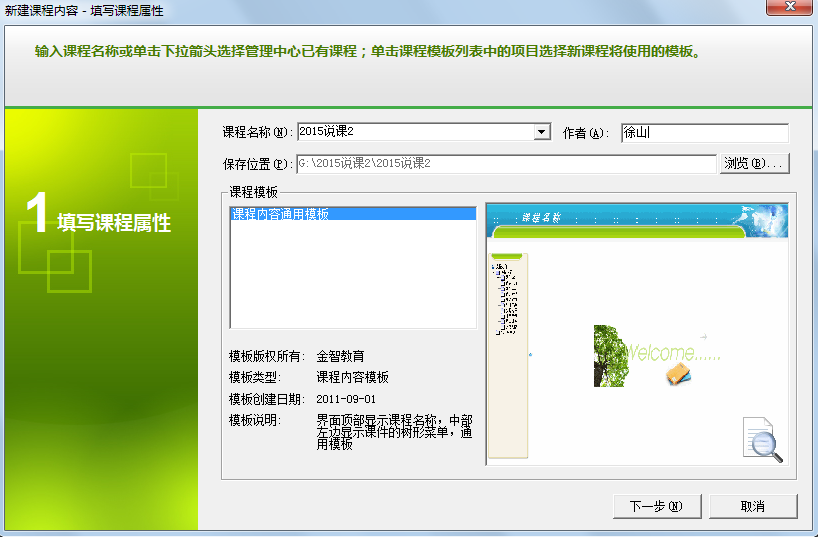 新建课程内容 - 填写课程属性
输入课程名称或单击下拉箭头选择管理中心已有课程；单击课程模板列表中的项目选择新课程将使用的模板。
1 填写课程属性
课程名称(N): 2015说课2 作者(A): 徐山
保存位置(P): G:\2015说课2\2015说课2 浏览(B)...
课程模板
课程内容通用模板
课程名称
Welcome......
模板版权所有: 金智教育
模板类型: 课程内容模板
模板创建日期: 2011-09-01
模板说明: 界面顶部显示课程名称，中部
左边显示课件的树形菜单，通
用模板
下一步(N) 取消